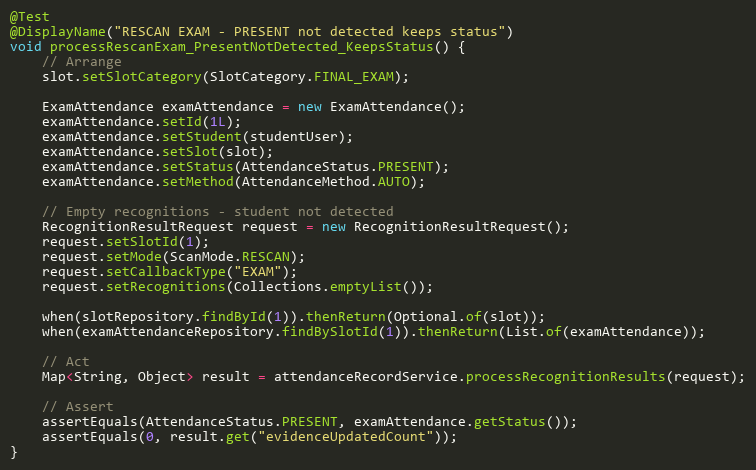 @Test
@DisplayName("RESCAN EXAM - PRESENT not detected keeps status")
void processRescanExam_PresentNotDetected_KeepsStatus() {
    // Arrange
    slot.setSlotCategory(SlotCategory.FINAL_EXAM);

    ExamAttendance examAttendance = new ExamAttendance();
    examAttendance.setId(1L);
    examAttendance.setStudent(studentUser);
    examAttendance.setSlot(slot);
    examAttendance.setStatus(AttendanceStatus.PRESENT);
    examAttendance.setMethod(AttendanceMethod.AUTO);

    // Empty recognitions - student not detected
    RecognitionResultRequest request = new RecognitionResultRequest();
    request.setSlotId(1);
    request.setMode(ScanMode.RESCAN);
    request.setCallbackType("EXAM");
    request.setRecognitions(Collections.emptyList());

    when(slotRepository.findById(1)).thenReturn(Optional.of(slot));
    when(examAttendanceRepository.findBySlotId(1)).thenReturn(List.of(examAttendance));

    // Act
    Map<String, Object> result = attendanceRecordService.processRecognitionResults(request);

    // Assert
    assertEquals(AttendanceStatus.PRESENT, examAttendance.getStatus());
    assertEquals(0, result.get("evidenceUpdatedCount"));
}